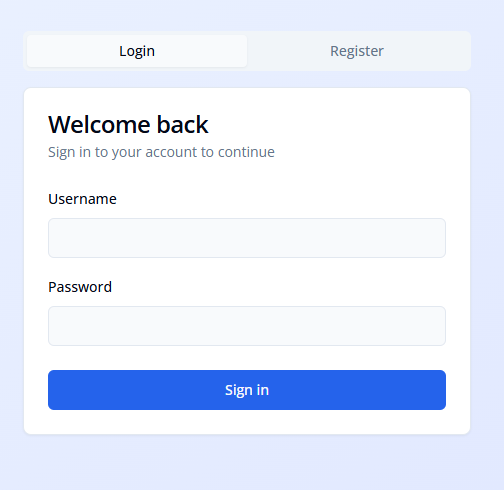 Login
Register
Welcome back
Sign in to your account to continue
Username
Password
Sign in